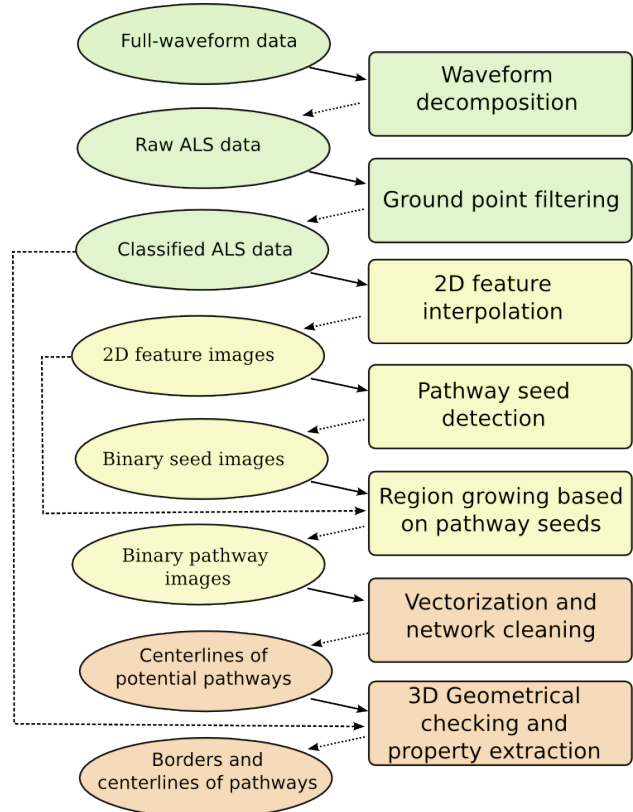 Full-waveform data
Waveform
decomposition
Raw ALS data
Ground point filtering
Classified ALS data
2D feature
interpolation
2D feature images
Pathway seed
detection
Binary seed images
Region growing based
on pathway seeds
Binary pathway
images
Vectorization and
network cleaning
Centerlines of
potential pathways
3D Geometrical
checking and
property extraction
Borders and
centerlines of pathways